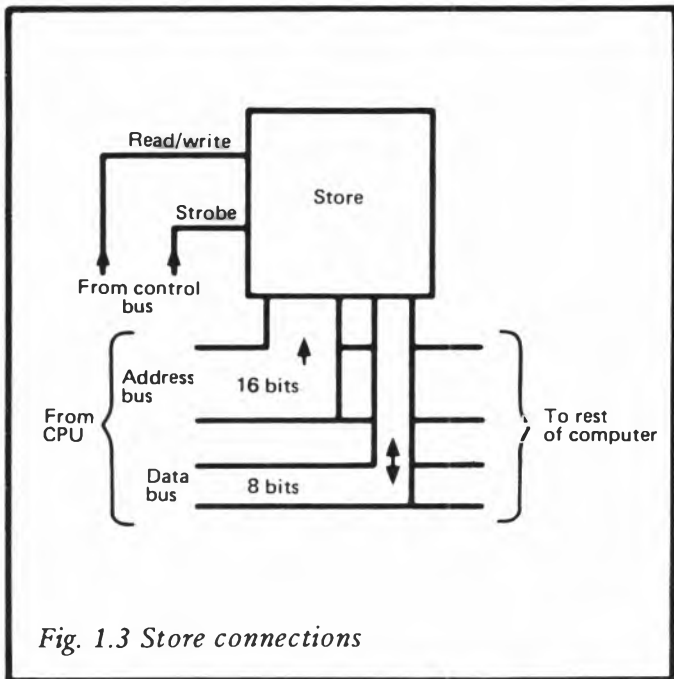 Read/write
Store
Strobe
From control
bus
Address
bus
16 bits
From
CPU
To rest
of computer
Data
bus
8 bits
Fig. 1.3 Store connections